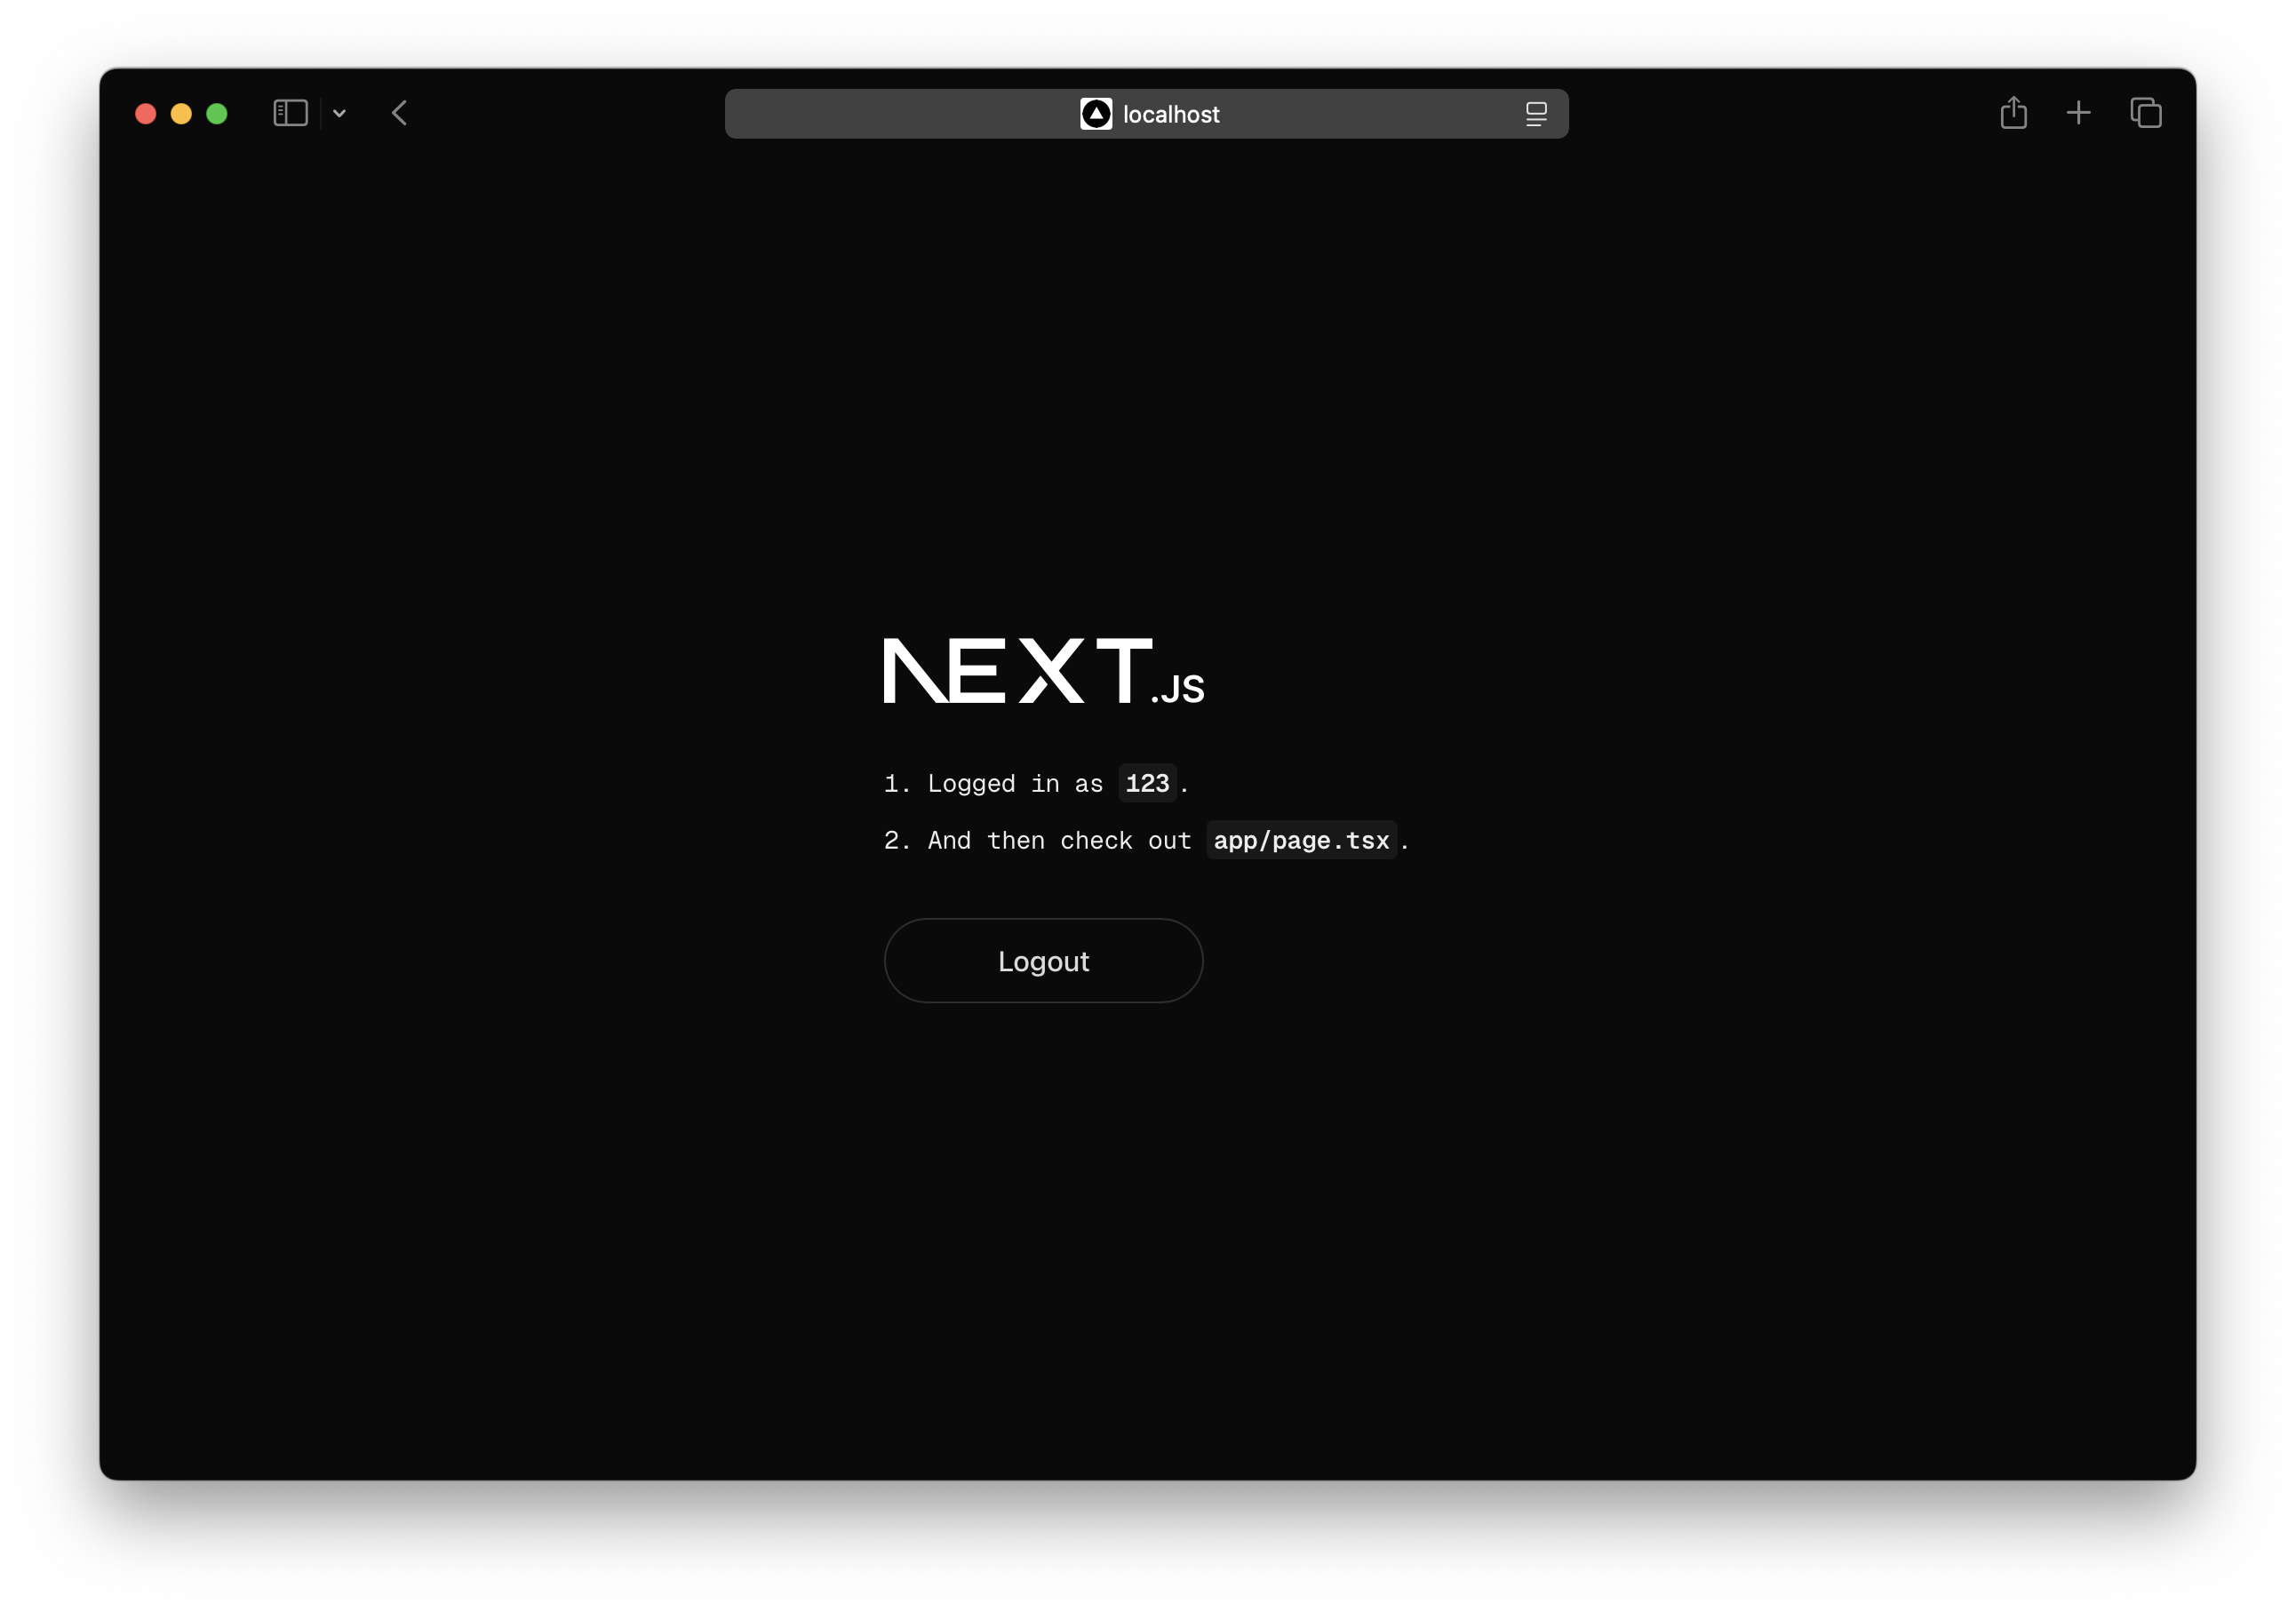 localhost
NEXT.JS
1. Logged in as 123.
2. And then check out app/page.tsx.
Logout